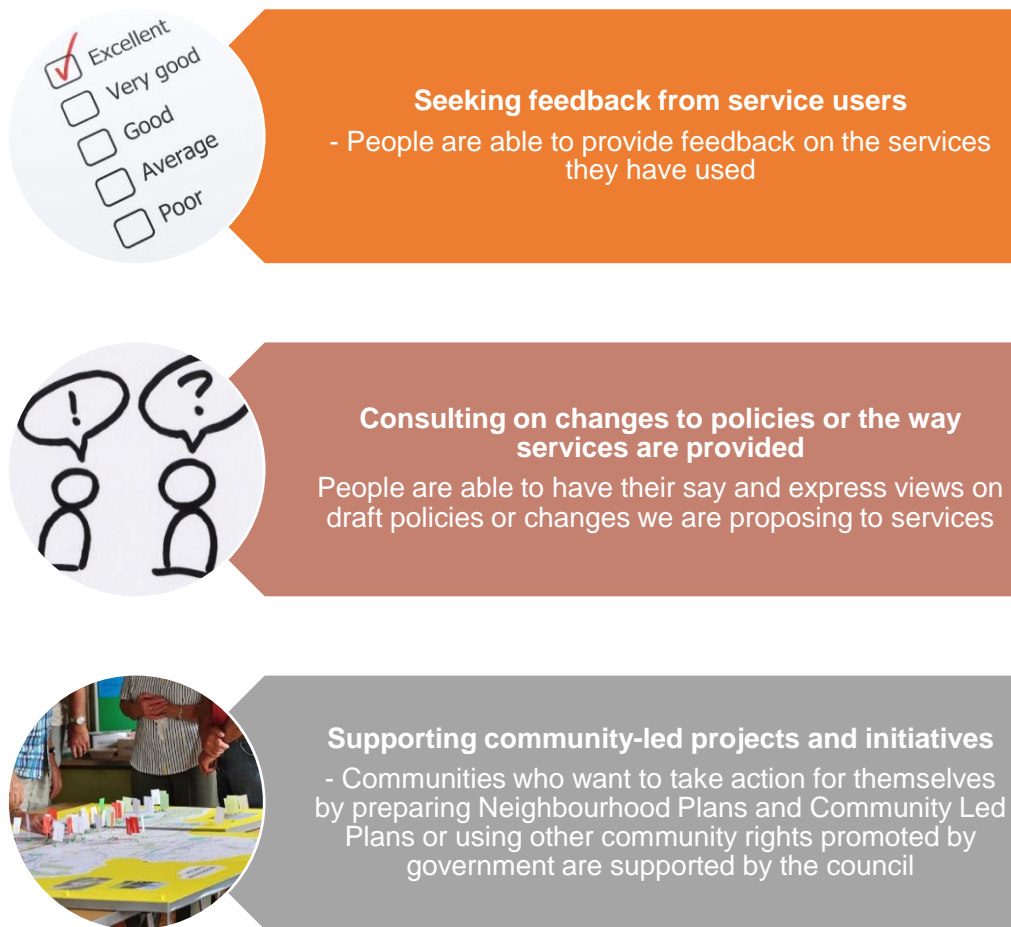 Excellent
Very good
Good
Average
Poor
Seeking feedback from service users
- People are able to provide feedback on the services
they have used
!
?
Consulting on changes to policies or the way
services are provided
People are able to have their say and express views on
draft policies or changes we are proposing to services
Supporting community-led projects and initiatives
- Communities who want to take action for themselves
by preparing Neighbourhood Plans and Community Led
Plans or using other community rights promoted by
government are supported by the council